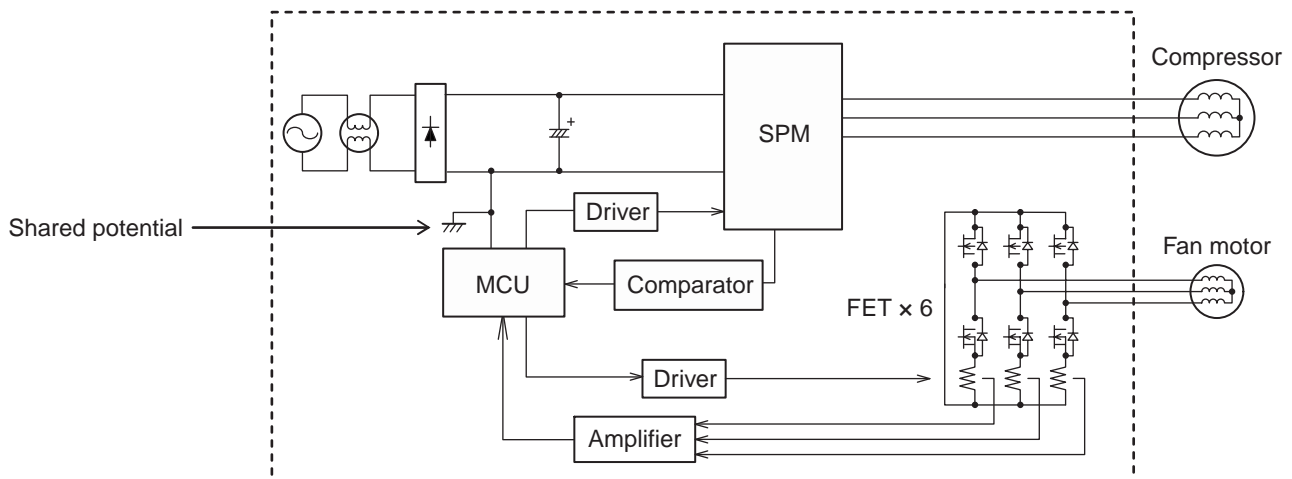 Compressor
SPM
Shared potential
Driver
MCU
Comparator
Fan motor
FET × 6
Driver
Amplifier
+